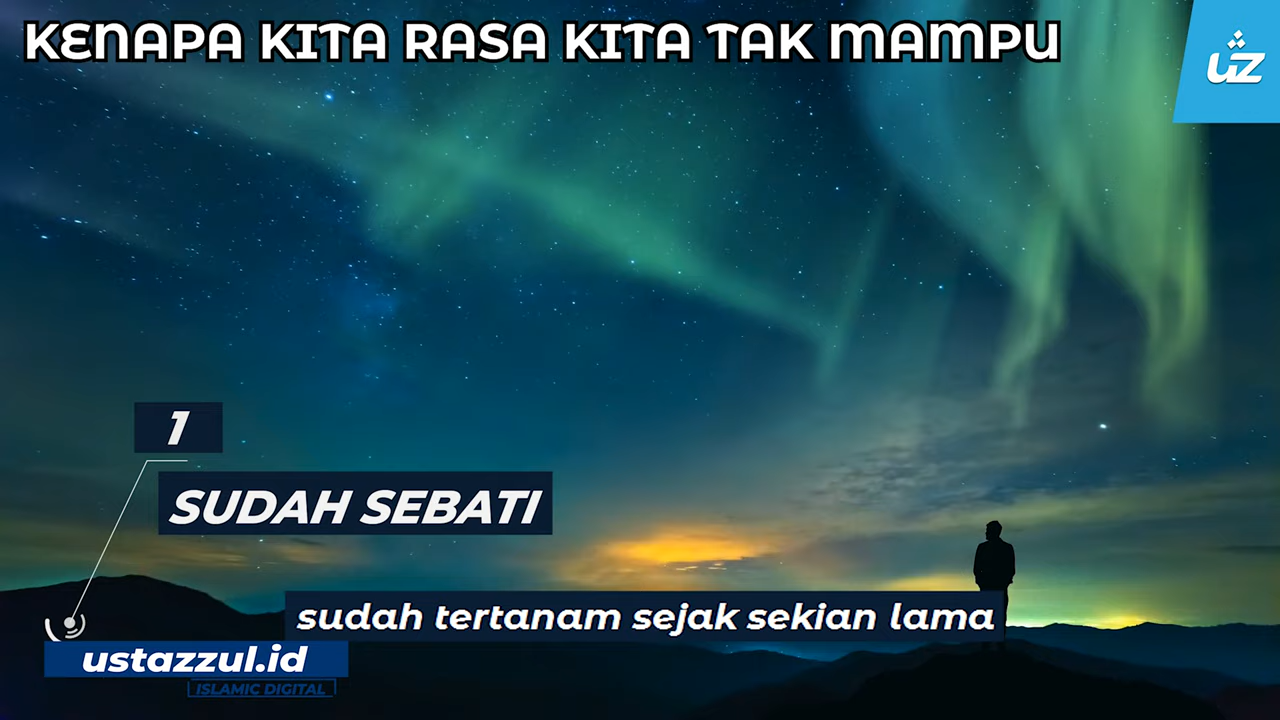 KENAPA KITA RASA KITA TAK MAMPU
uz
1
SUDAH SEBATI
sudah tertanam sejak sekian lama
ustazzul.id
ISLAMIC DIGITAL